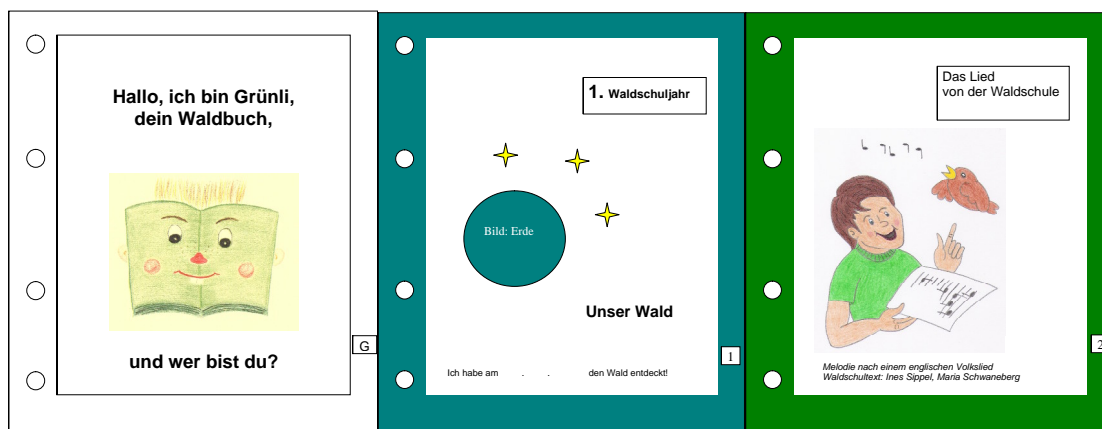 Hallo, ich bin Grünli,
dein Waldbuch,
und wer bist du?
G
1. Waldschuljahr
Bild: Erde
Unser Wald
1
Ich habe am . . den Wald entdeckt!
Das Lied
von der Waldschule
2
Melodie nach einem englischen Volkslied
Waldschultext: Ines Sippel, Maria Schwaneberg